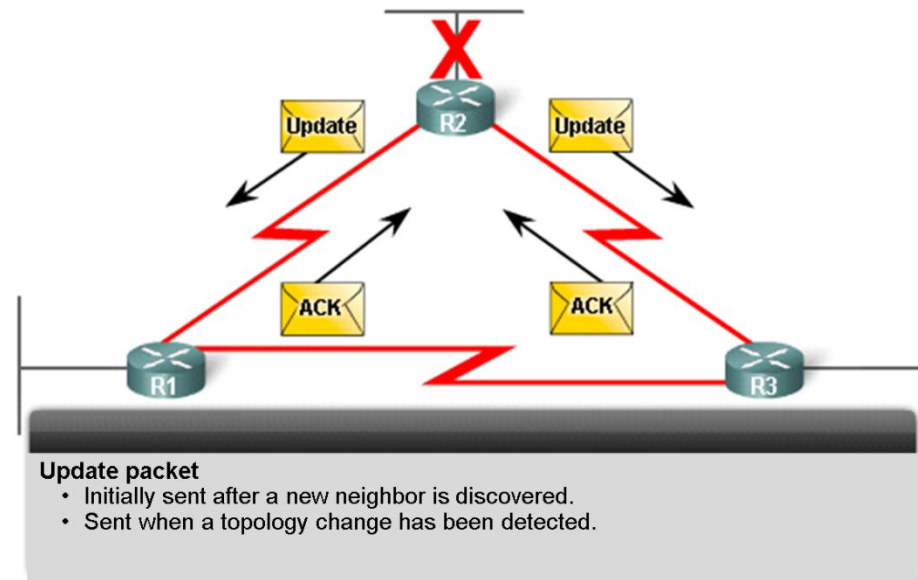 X
R2
Update
Update
ACK
ACK
R1
R3
Update packet
• Initially sent after a new neighbor is discovered.
• Sent when a topology change has been detected.